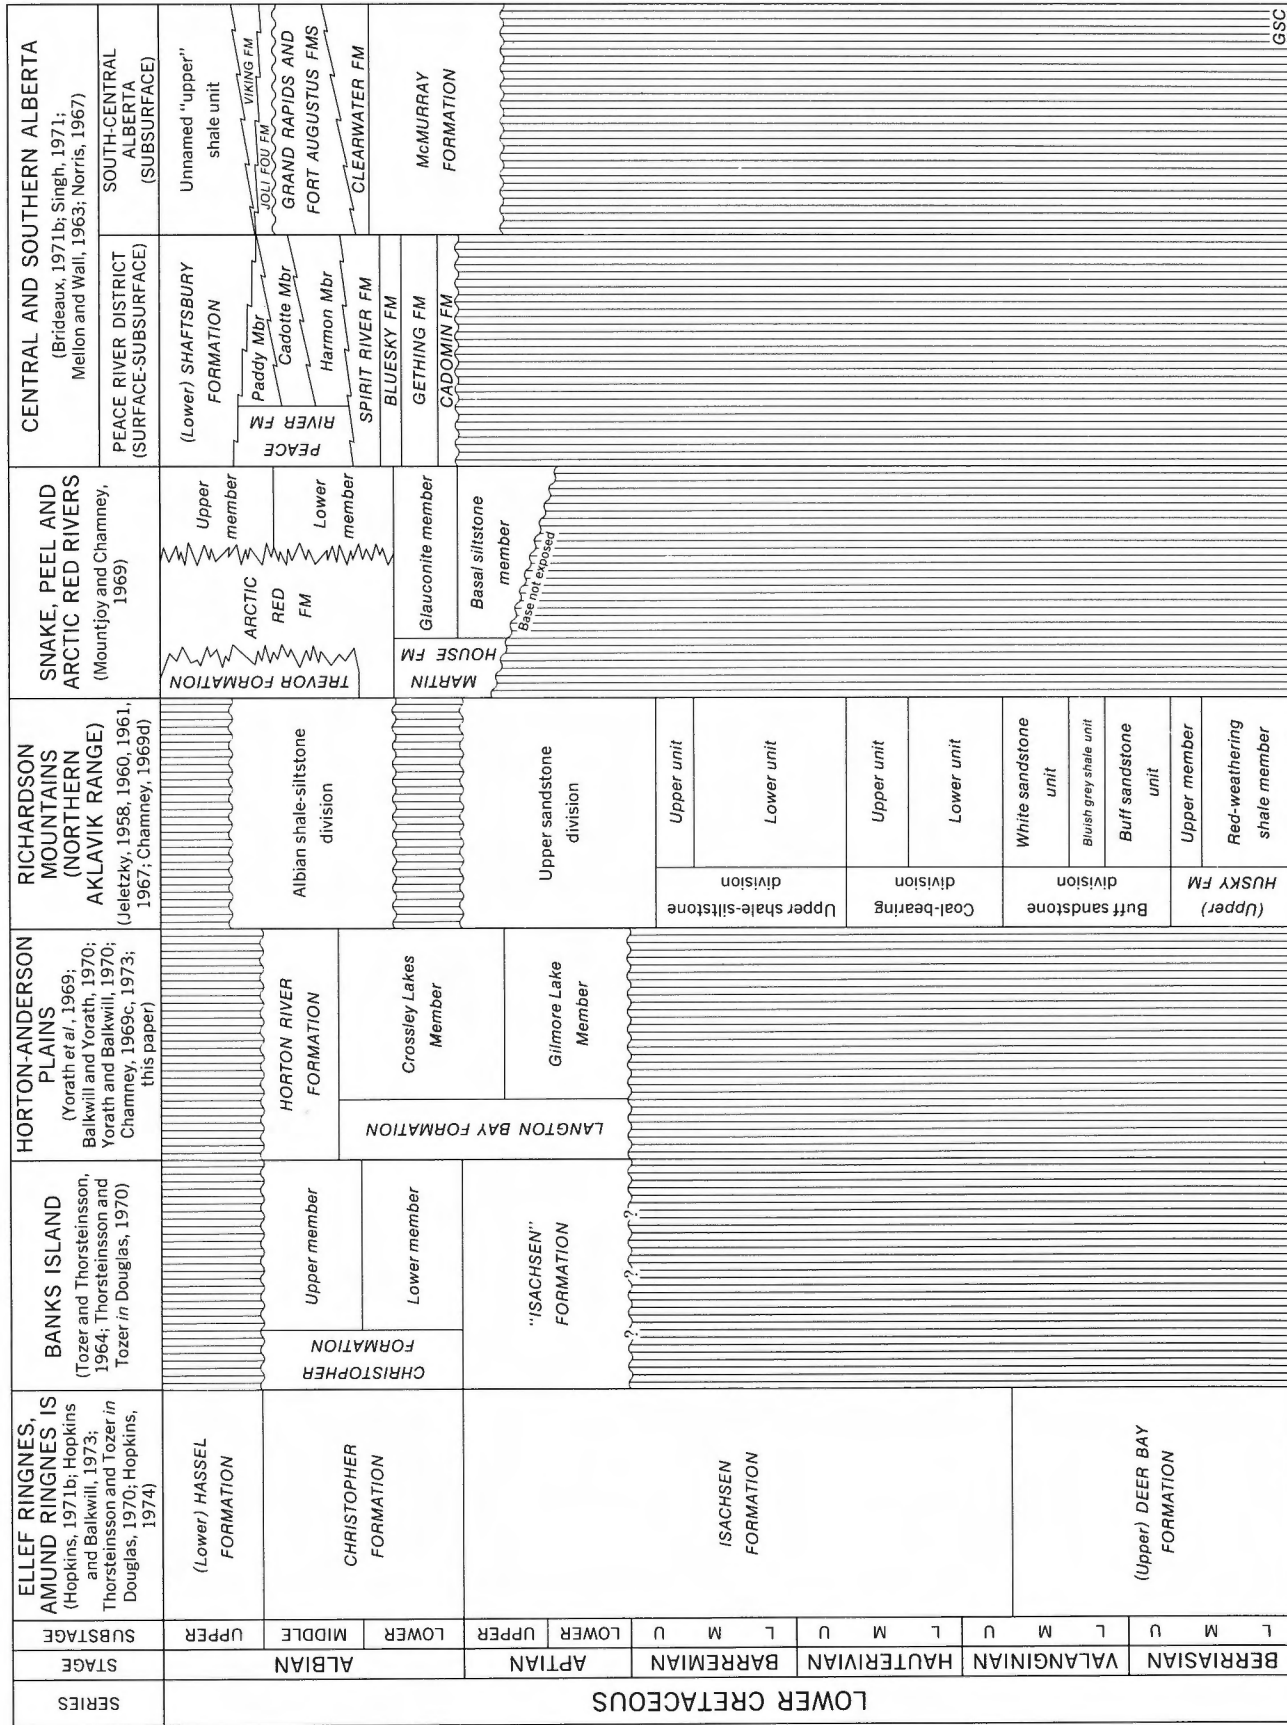 SERIES
STAGE
SUBSTAGE
ELLEF RINGNES,
AMUND RINGNES IS
(Hopkins, 1971b; Hopkins
and Balkwill, 1973;
Thorsteinsson and Tozer in
Douglas, 1970; Hopkins,
1974)
BANKS ISLAND
(Tozer and Thorsteinsson,
1964; Thorsteinsson and
Tozer in Douglas, 1970)
HORTON-ANDERSON
PLAINS
(Yorath et al, 1969;
Balkwill and Yorath, 1970;
Yorath and Balkwill, 1970;
Chamney, 1969c, 1973;
this paper)
RICHARDSON
MOUNTAINS
(NORTHERN
AKLAVIK RANGE)
(Jeletzky, 1958, 1960, 1961,
1967; Chamney, 1969d)
SNAKE, PEEL AND
ARCTIC RED RIVERS
(Mountjoy and Chamney,
1969)
CENTRAL AND SOUTHERN ALBERTA
(Brideaux, 1971b; Singh, 1971;
Mellon and Wall, 1963; Norris, 1967)
PEACE RIVER DISTRICT
(SURFACE-SUBSURFACE)
SOUTH-CENTRAL
ALBERTA
(SUBSURFACE)
LOWER CRETACEOUS
ALBIAN
UPPER
MIDDLE
LOWER
APTIAN
UPPER
LOWER
BARREMIAN
U
M
L
HAUTERIVIAN
U
M
L
VALANGINIAN
U
M
L
BERRIASIAN
U
M
L
(Lower) HASSEL
FORMATION
CHRISTOPHER
FORMATION
ISACHSEN
FORMATION
(Upper) DEER BAY
FORMATION
CHRISTOPHER
FORMATION
Upper member
Lower member
"ISACHSEN"
FORMATION
?
?
?
HORTON RIVER
FORMATION
LANGTON BAY FORMATION
Crossley Lakes
Member
Gilmore Lake
Member
Albian shale-siltstone
division
Upper sandstone
division
Upper shale-siltstone
division
Upper unit
Lower unit
Coal-bearing
division
Upper unit
Lower unit
Buff sandstone
division
White sandstone
unit
Bluish grey shale unit
Buff sandstone
unit
(Upper)
HUSKY FM
Upper member
Red-weathering
shale member
TREVOR FORMATION
ARCTIC
RED
FM
Upper
member
Lower
member
MARTIN
HOUSE FM
Glauconite member
Basal siltstone
member
Base not exposed
(Lower) SHAFTSBURY
FORMATION
PEACE
RIVER FM
Paddy Mbr
Cadotte Mbr
Harmon Mbr
SPIRIT RIVER FM
BLUESKY FM
GETHING FM
CADOMIN FM
Unnamed "upper"
shale unit
VIKING FM
JOLI FOU FM
GRAND RAPIDS AND
FORT AUGUSTUS FMS
CLEARWATER FM
McMURRAY
FORMATION
GSC